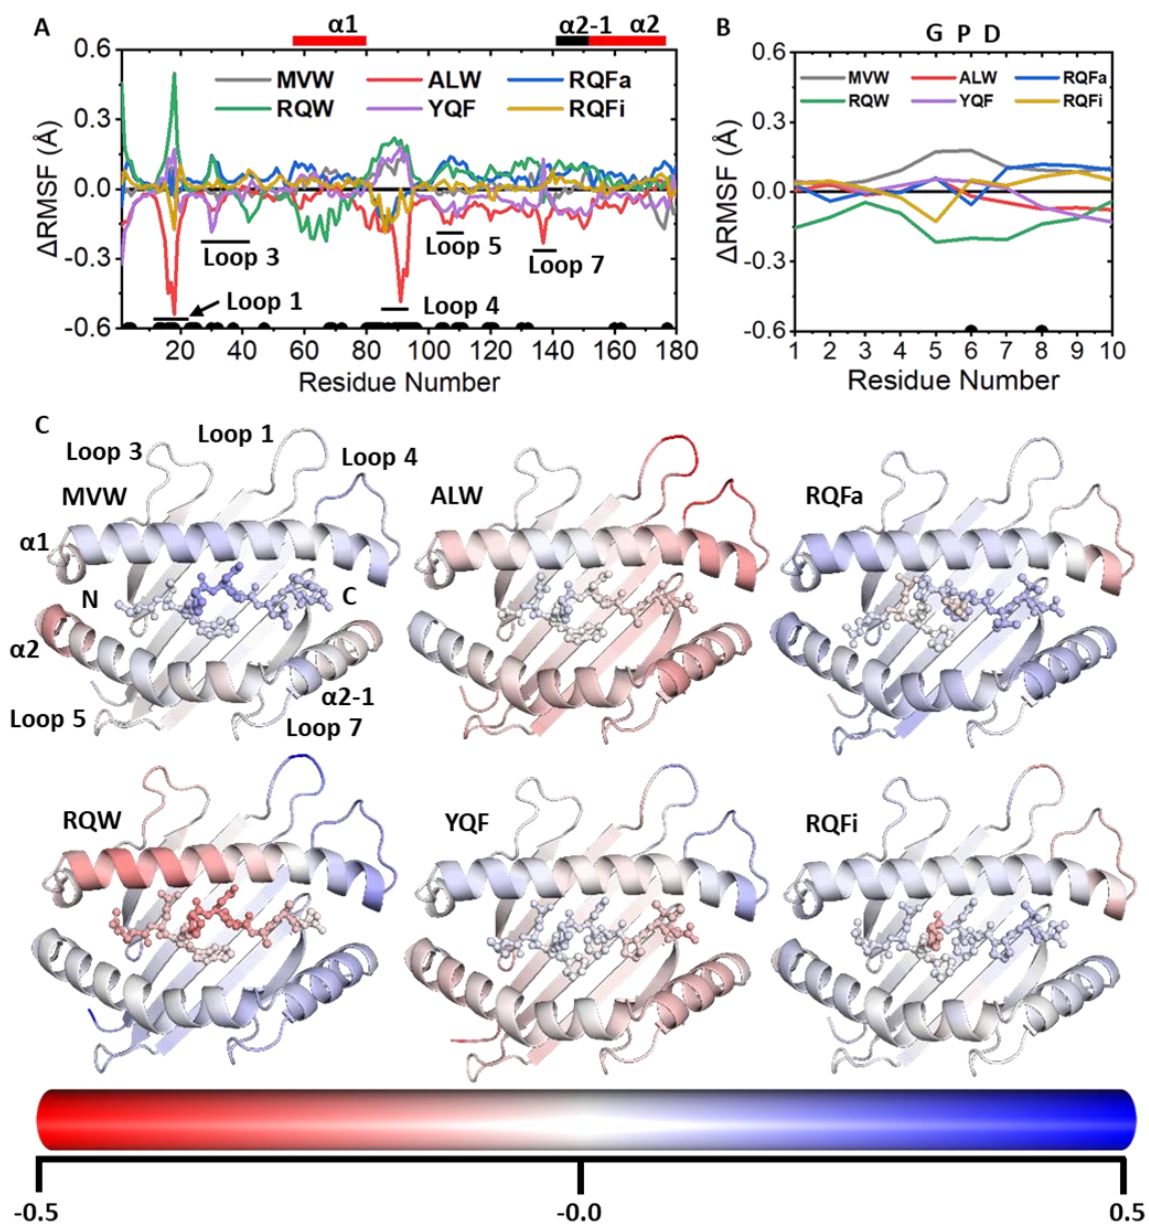 A
α1
α2-1
α2
0.6
0.3
0.0
-0.3
-0.6
ΔRMSF (Å)
MVW
ALW
RQFa
RQW
YQF
RQFi
Loop 3
Loop 5
Loop 7
Loop 1
Loop 4
20 40 60 80 100 120 140 160 180
Residue Number
B
G P D
0.6
0.3
0.0
-0.3
-0.6
ΔRMSF (Å)
MVW
ALW
RQFa
RQW
YQF
RQFi
1 2 3 4 5 6 7 8 9 10
Residue Number
C
Loop 3
Loop 1
Loop 4
MVW
α1
N
C
α2
α2-1
Loop 5
Loop 7
ALW
RQFa
RQW
YQF
RQFi
-0.5
-0.0
0.5